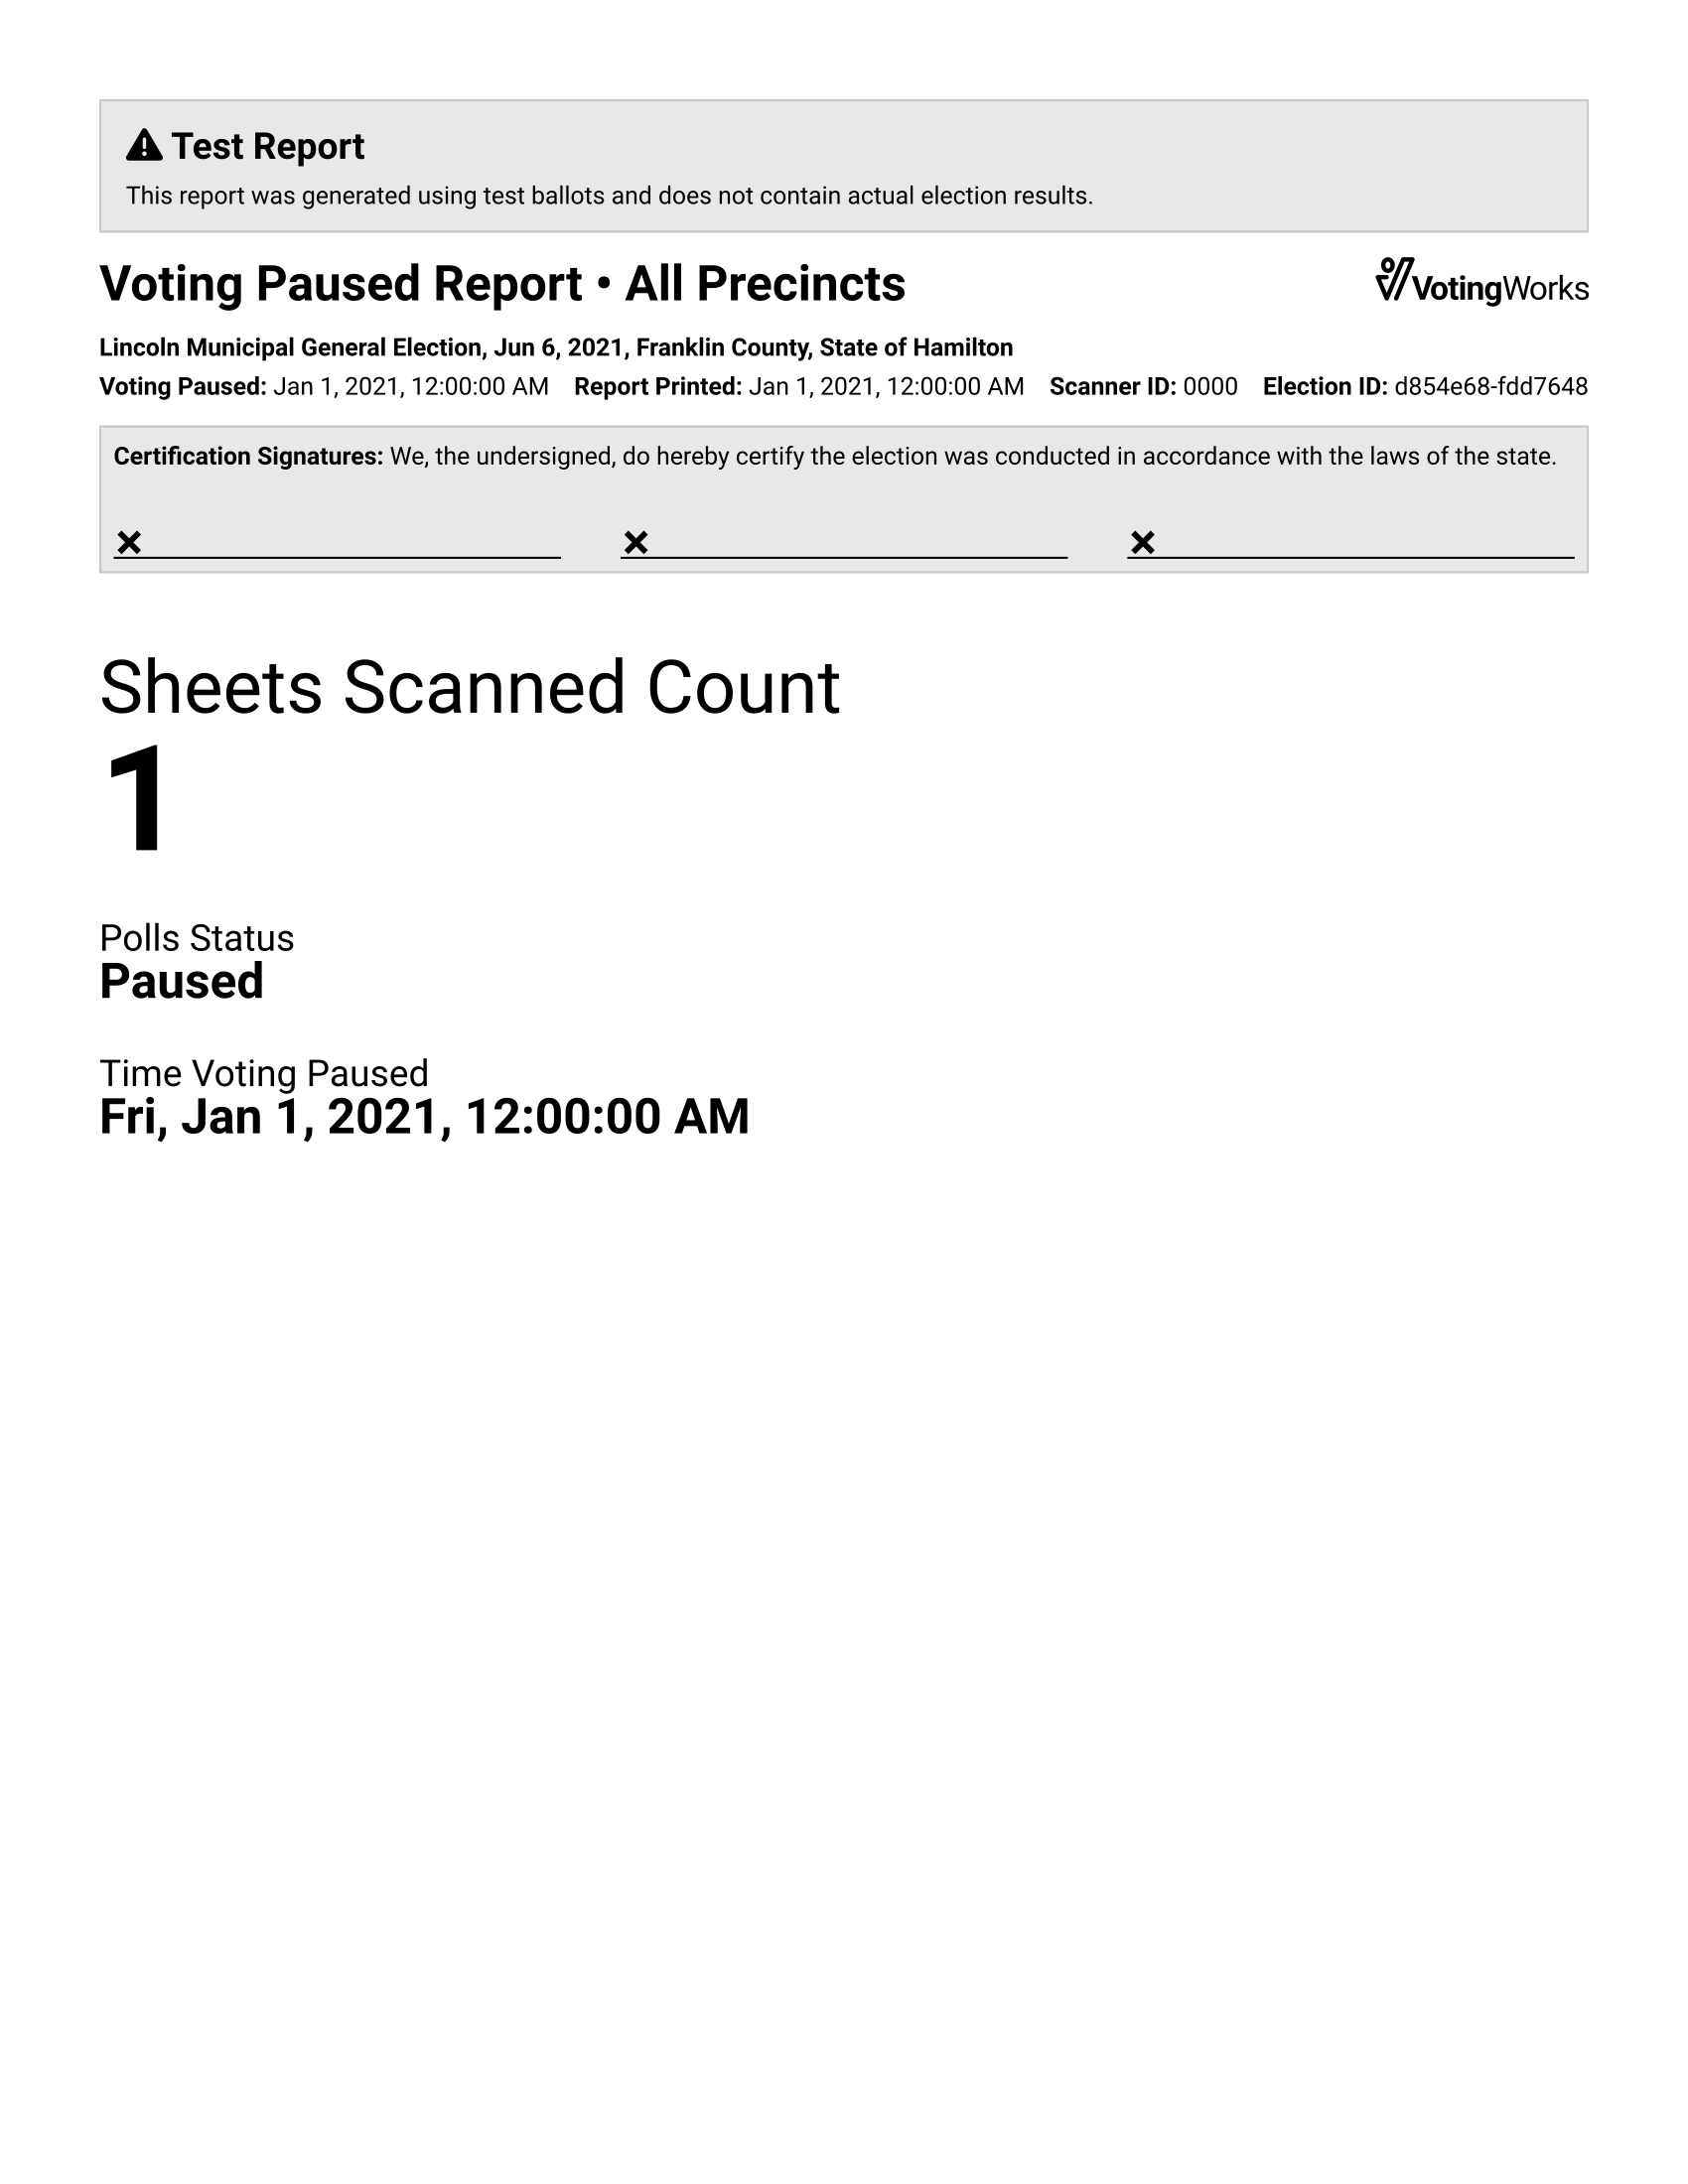 Test Report
This report was generated using test ballots and does not contain actual election results.
Voting Paused Report • All Precincts
VotingWorks
Lincoln Municipal General Election, Jun 6, 2021, Franklin County, State of Hamilton
Voting Paused: Jan 1, 2021, 12:00:00 AM Report Printed: Jan 1, 2021, 12:00:00 AM Scanner ID: 0000 Election ID: d854e68-fdd7648
Certification Signatures: We, the undersigned, do hereby certify the election was conducted in accordance with the laws of the state.
Sheets Scanned Count
1
Polls Status
Paused
Time Voting Paused
Fri, Jan 1, 2021, 12:00:00 AM